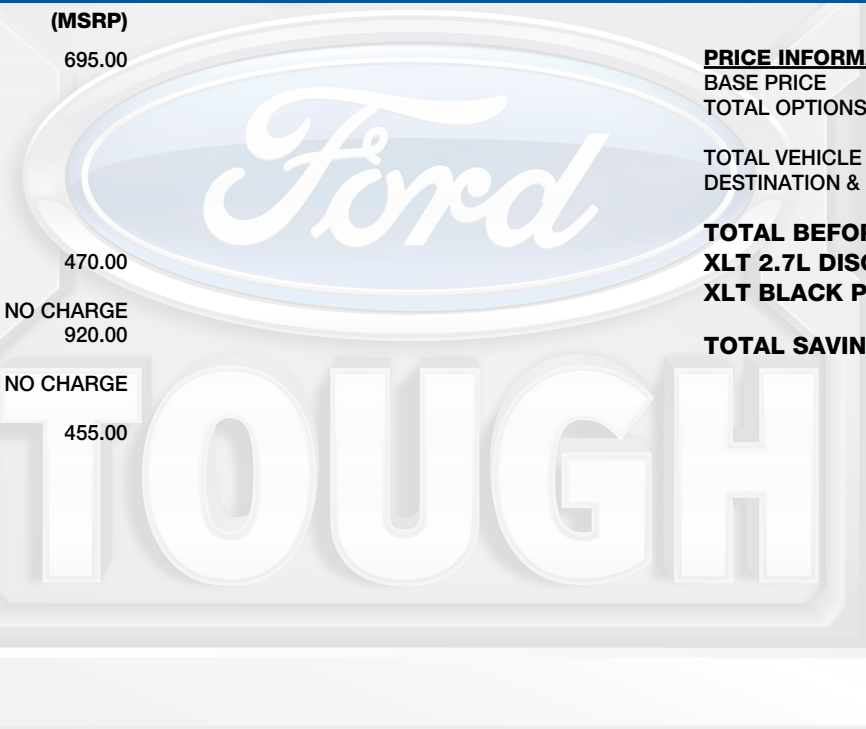 (MSRP)
695.00
470.00
NO CHARGE
920.00
NO CHARGE
455.00
PRICE INFORM
BASE PRICE
TOTAL OPTIONS
TOTAL VEHICLE
DESTINATION &
TOTAL BEFOR
XLT 2.7L DISC
XLT BLACK P
TOTAL SAVIN
Ford
TOUGH